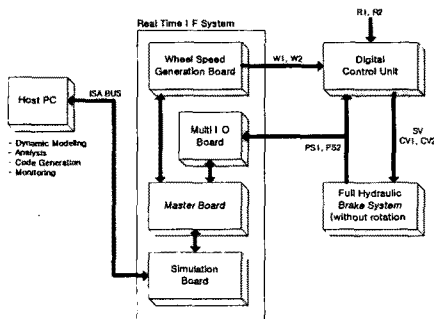 Real Time I F System
R1, R2
Wheel Speed
Generation Board
W1, W2
Digital
Control Unit
Host PC
ISA BUS
- Dynamic Modeling
- Analysis
- Code Generation
- Monitoring
Multi I O
Board
PS1, PS2
SV
CV1, CV2
Master Board
Full Hydraulic
Brake System
(without rotation
Simulation
Board